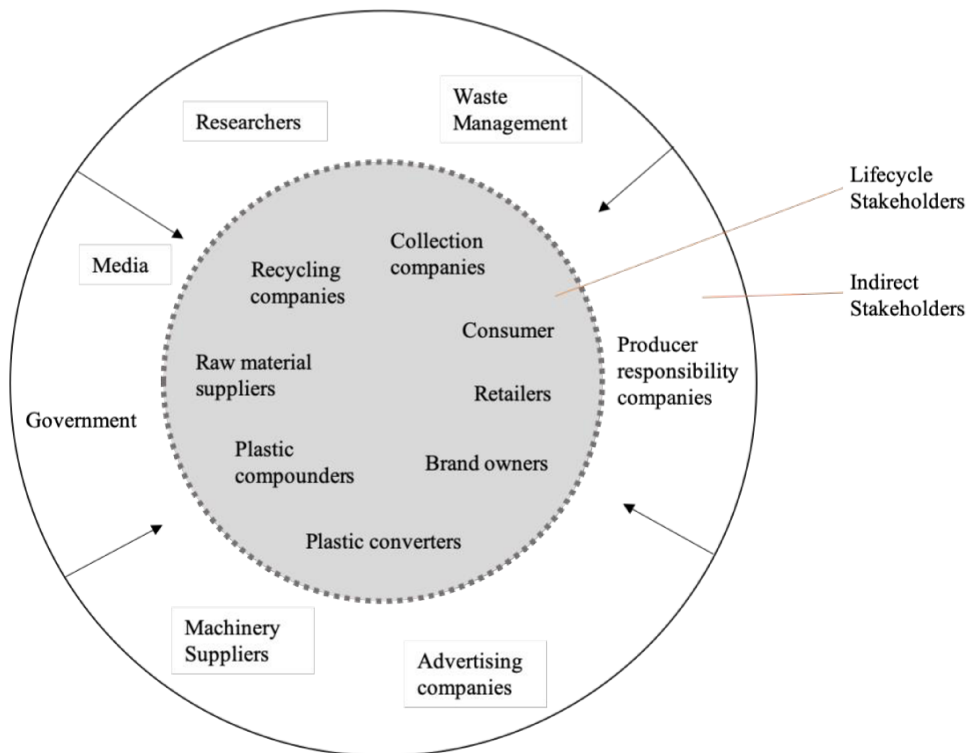 Researchers
Waste
Management
Lifecycle
Stakeholders
Media
Collection
companies
Recycling
companies
Indirect
Stakeholders
Consumer
Producer
responsibility
companies
Raw material
suppliers
Retailers
Government
Plastic
compounders
Brand owners
Plastic converters
Machinery
Suppliers
Advertising
companies